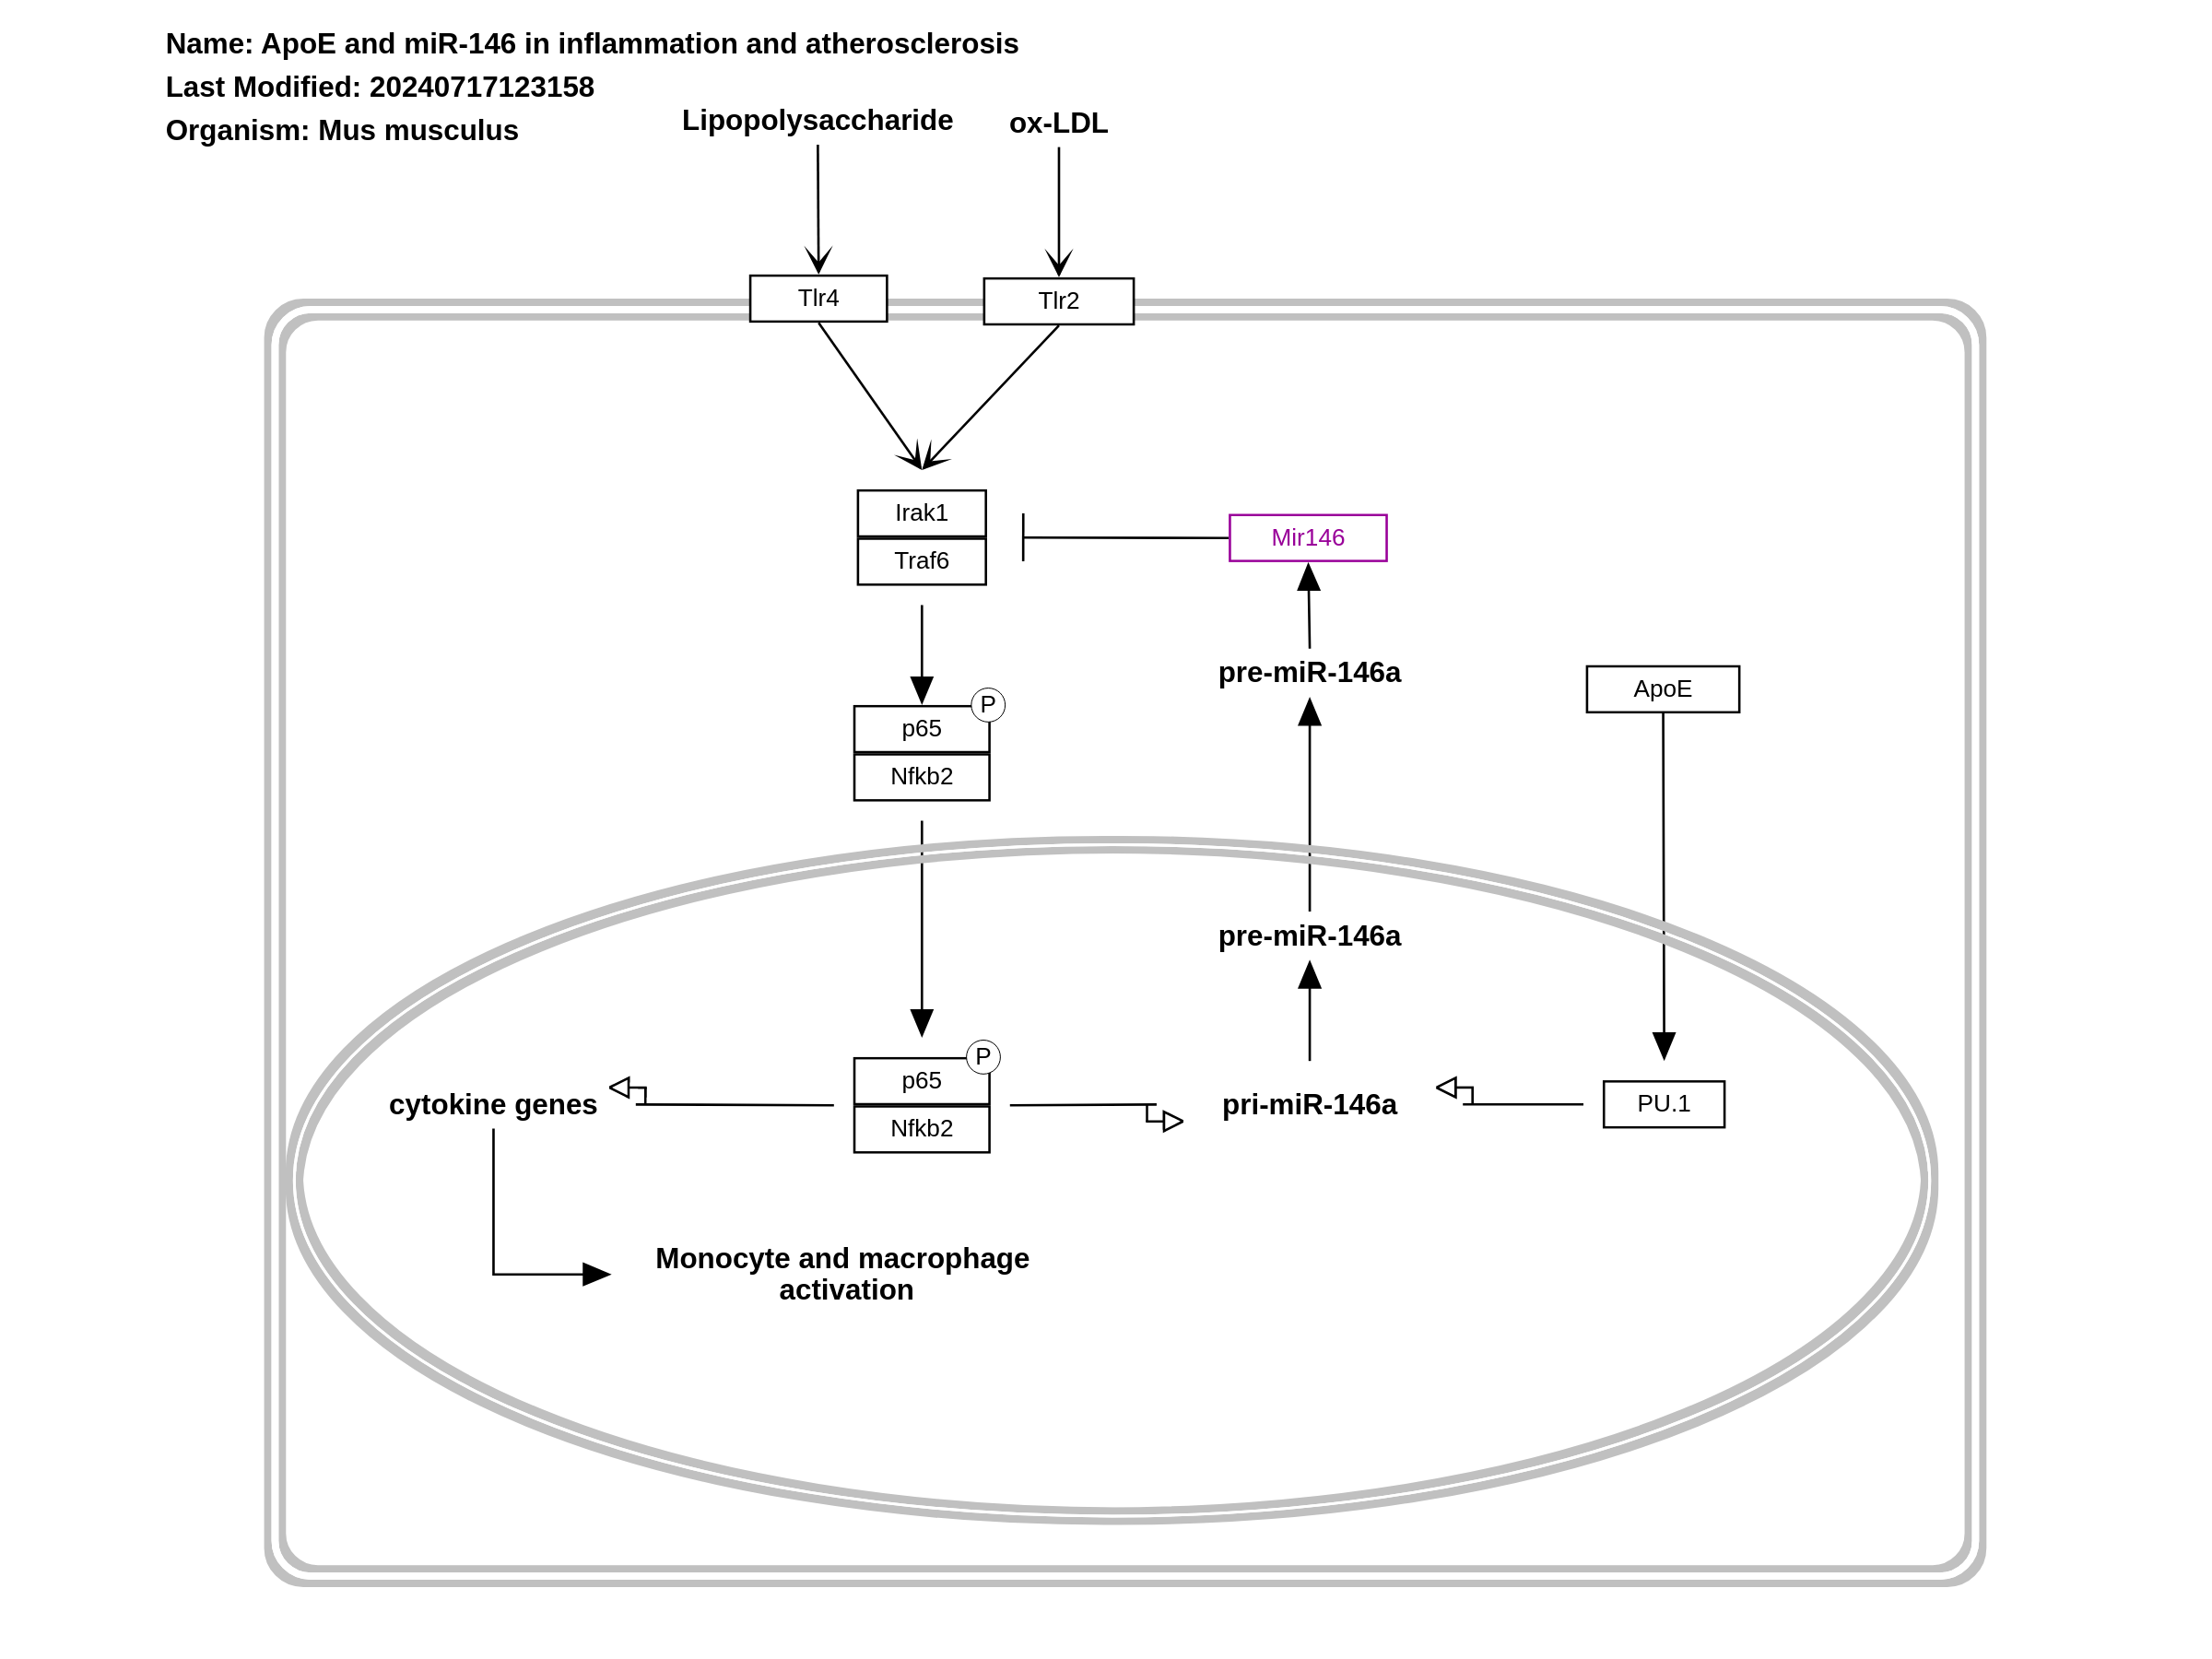 Name: ApoE and miR-146 in inflammation and atherosclerosis
Last Modified: 20240717123158
Organism: Mus musculus
Lipopolysaccharide
ox-LDL
Tlr4
Tlr2
Irak1
Traf6
Mir146
pre-miR-146a
ApoE
P
p65
Nfkb2
pre-miR-146a
P
p65
Nfkb2
cytokine genes
pri-miR-146a
PU.1
Monocyte and macrophage
activation